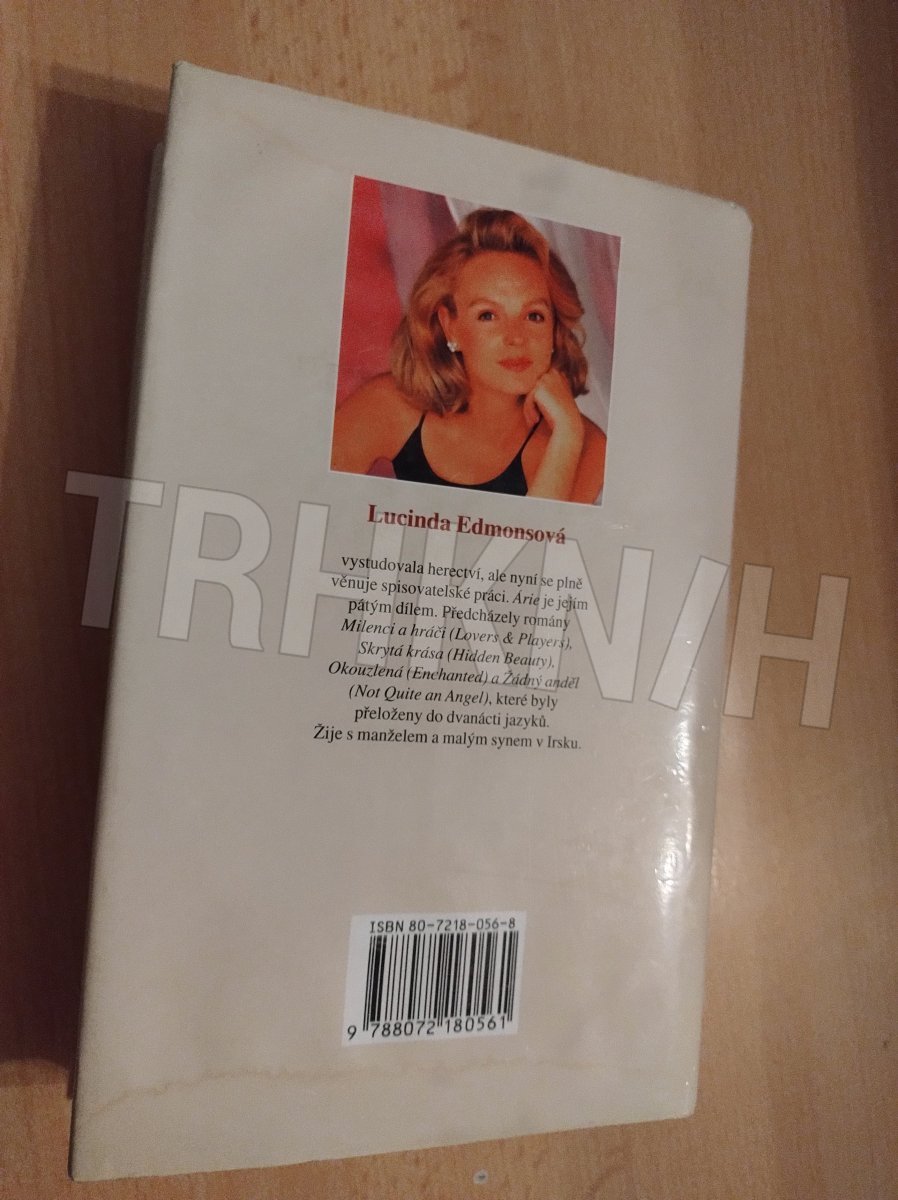 Lucinda Edmonsová
vystudovala herectví, ale nyní se plně
věnuje spisovatelské práci. Árie je jejím
pátým dílem. Předcházely romány
Milenci a hráči (Lovers & Players),
Skrytá krása (Hidden Beauty),
Okouzlená (Enchanted) a Žádný anděl
(Not Quite an Angel), které byly
přeloženy do dvanácti jazyků.
Žije s manželem a malým synem v Irsku.
TRHKNIH
ISBN 80-7218-056-8
9 788072 180561